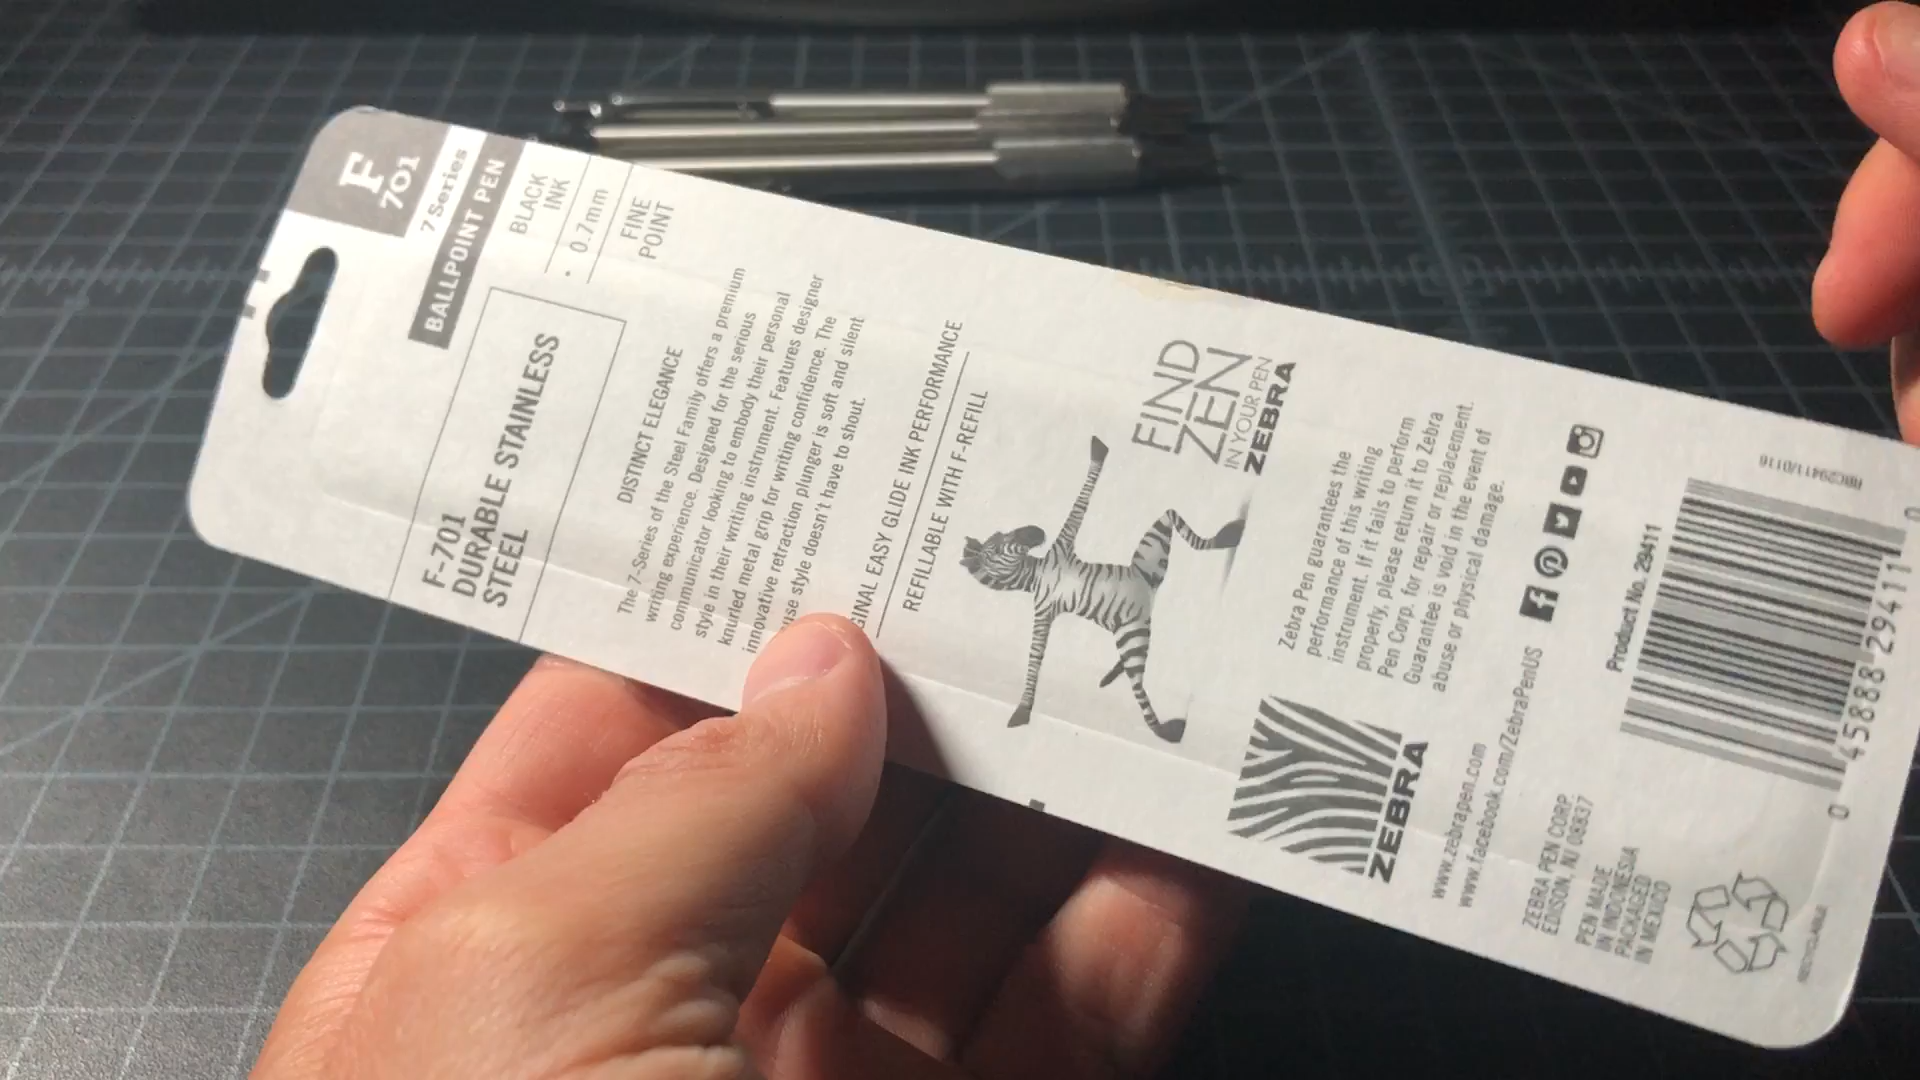 F
701
7 Series
BALLPOINT PEN
BLACK
INK
• 0.7mm
FINE
POINT
F-701
DURABLE STAINLESS
STEEL
DISTINCT ELEGANCE
The 7-Series of the Steel Family offers a premium
writing experience. Designed for the serious
communicator looking to embody their personal
style in their writing instrument. Features designer
knurled metal grip for writing confidence. The
innovative retraction plunger is soft and silent
style doesn't have to shout.
EASY GLIDE INK PERFORMANCE
REFILLABLE WITH F-REFILL
FIND
ZEN
IN YOUR PEN
ZEBRA
Zebra Pen guarantees the
performance of this writing
instrument. If it fails to perform
properly, please return it to Zebra
Pen Corp. for repair or replacement.
Guarantee is void in the event of
abuse or physical damage.
ZEBRA
www.zebrapen.com
www.facebook.com/ZebraPenUS
ZEBRA PEN CORP
EDISON, NJ 08837
PEN MADE
IN INDONESIA
PACKAGED
IN MEXICO
Product No. 29411
0 45888 29411 0
RBC29411/0116
RECYCLABLE